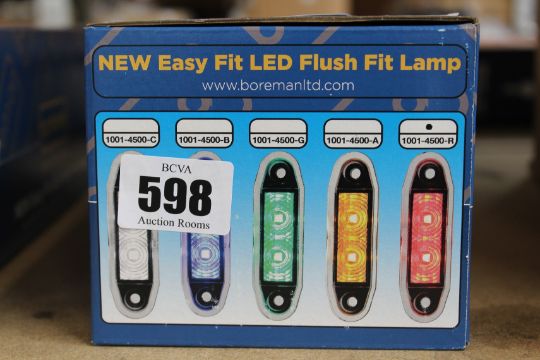 NEW Easy Fit LED Flush Fit Lamp
www.boremanltd.com
1001-4500-C 1001-4500-B 1001-4500-G 1001-4500-A 1001-4500-R
BCVA
598
Auction Rooms